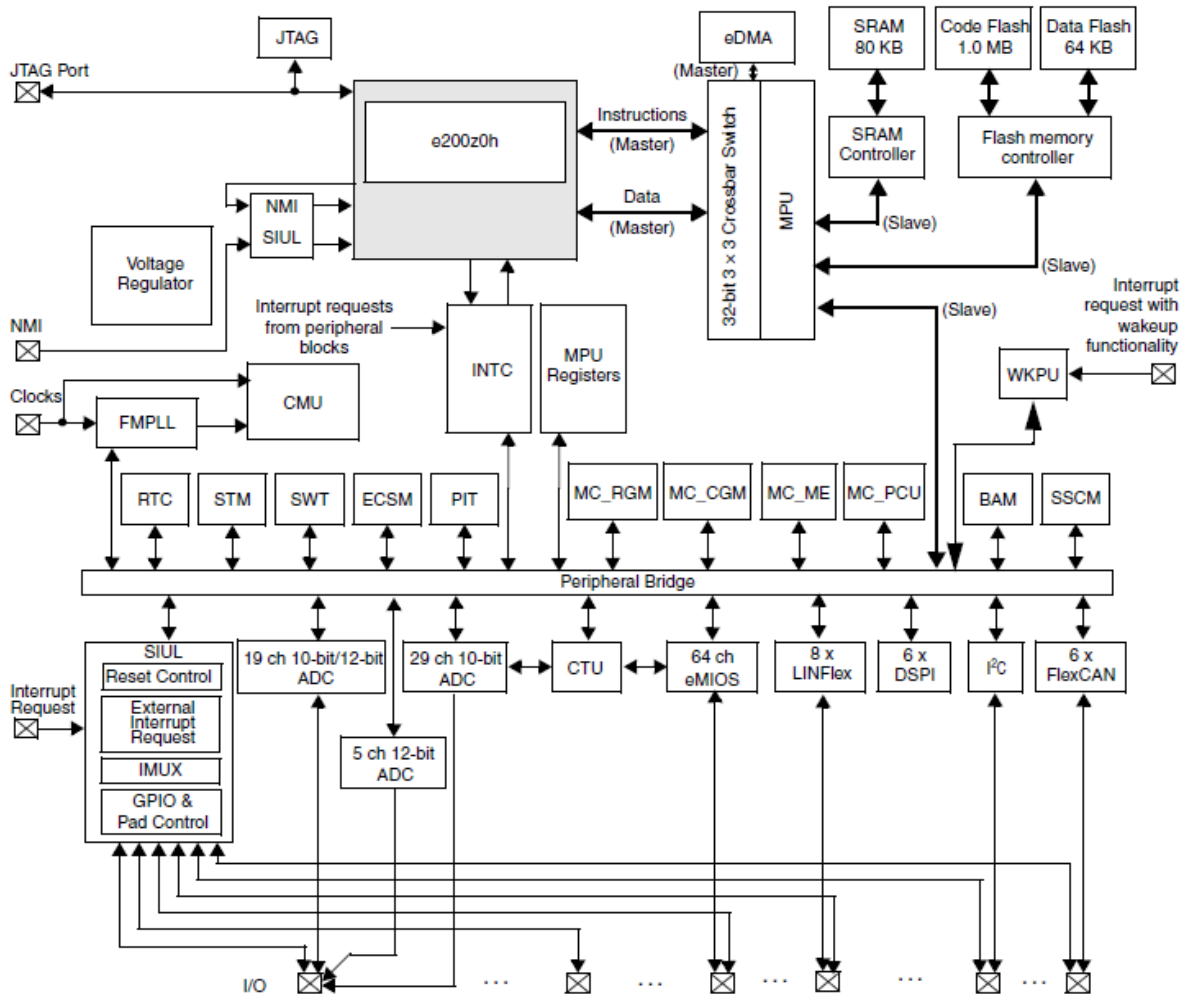 JTAG
eDMA
SRAM
80 KB
Code Flash
1.0 MB
Data Flash
64 KB
JTAG Port
(Master)
e200z0h
Instructions
(Master)
32-bit 3 × 3 Crossbar Switch
MPU
SRAM
Controller
Flash memory
controller
NMI
SIUL
Data
(Master)
(Slave)
(Slave)
(Slave)
Voltage
Regulator
NMI
Interrupt requests
from peripheral
blocks
INTC
MPU
Registers
Interrupt
request with
wakeup
functionality
WKPU
Clocks
FMPLL
CMU
RTC
STM
SWT
ECSM
PIT
MC_RGM
MC_CGM
MC_ME
MC_PCU
BAM
SSCM
Peripheral Bridge
SIUL
Reset Control
External
Interrupt
Request
IMUX
GPIO &
Pad Control
Interrupt
Request
19 ch 10-bit/12-bit
ADC
29 ch 10-bit
ADC
CTU
64 ch
eMIOS
8 x
LINFlex
6 x
DSPI
I²C
6 x
FlexCAN
5 ch 12-bit
ADC
I/O
... ... ... ... ...